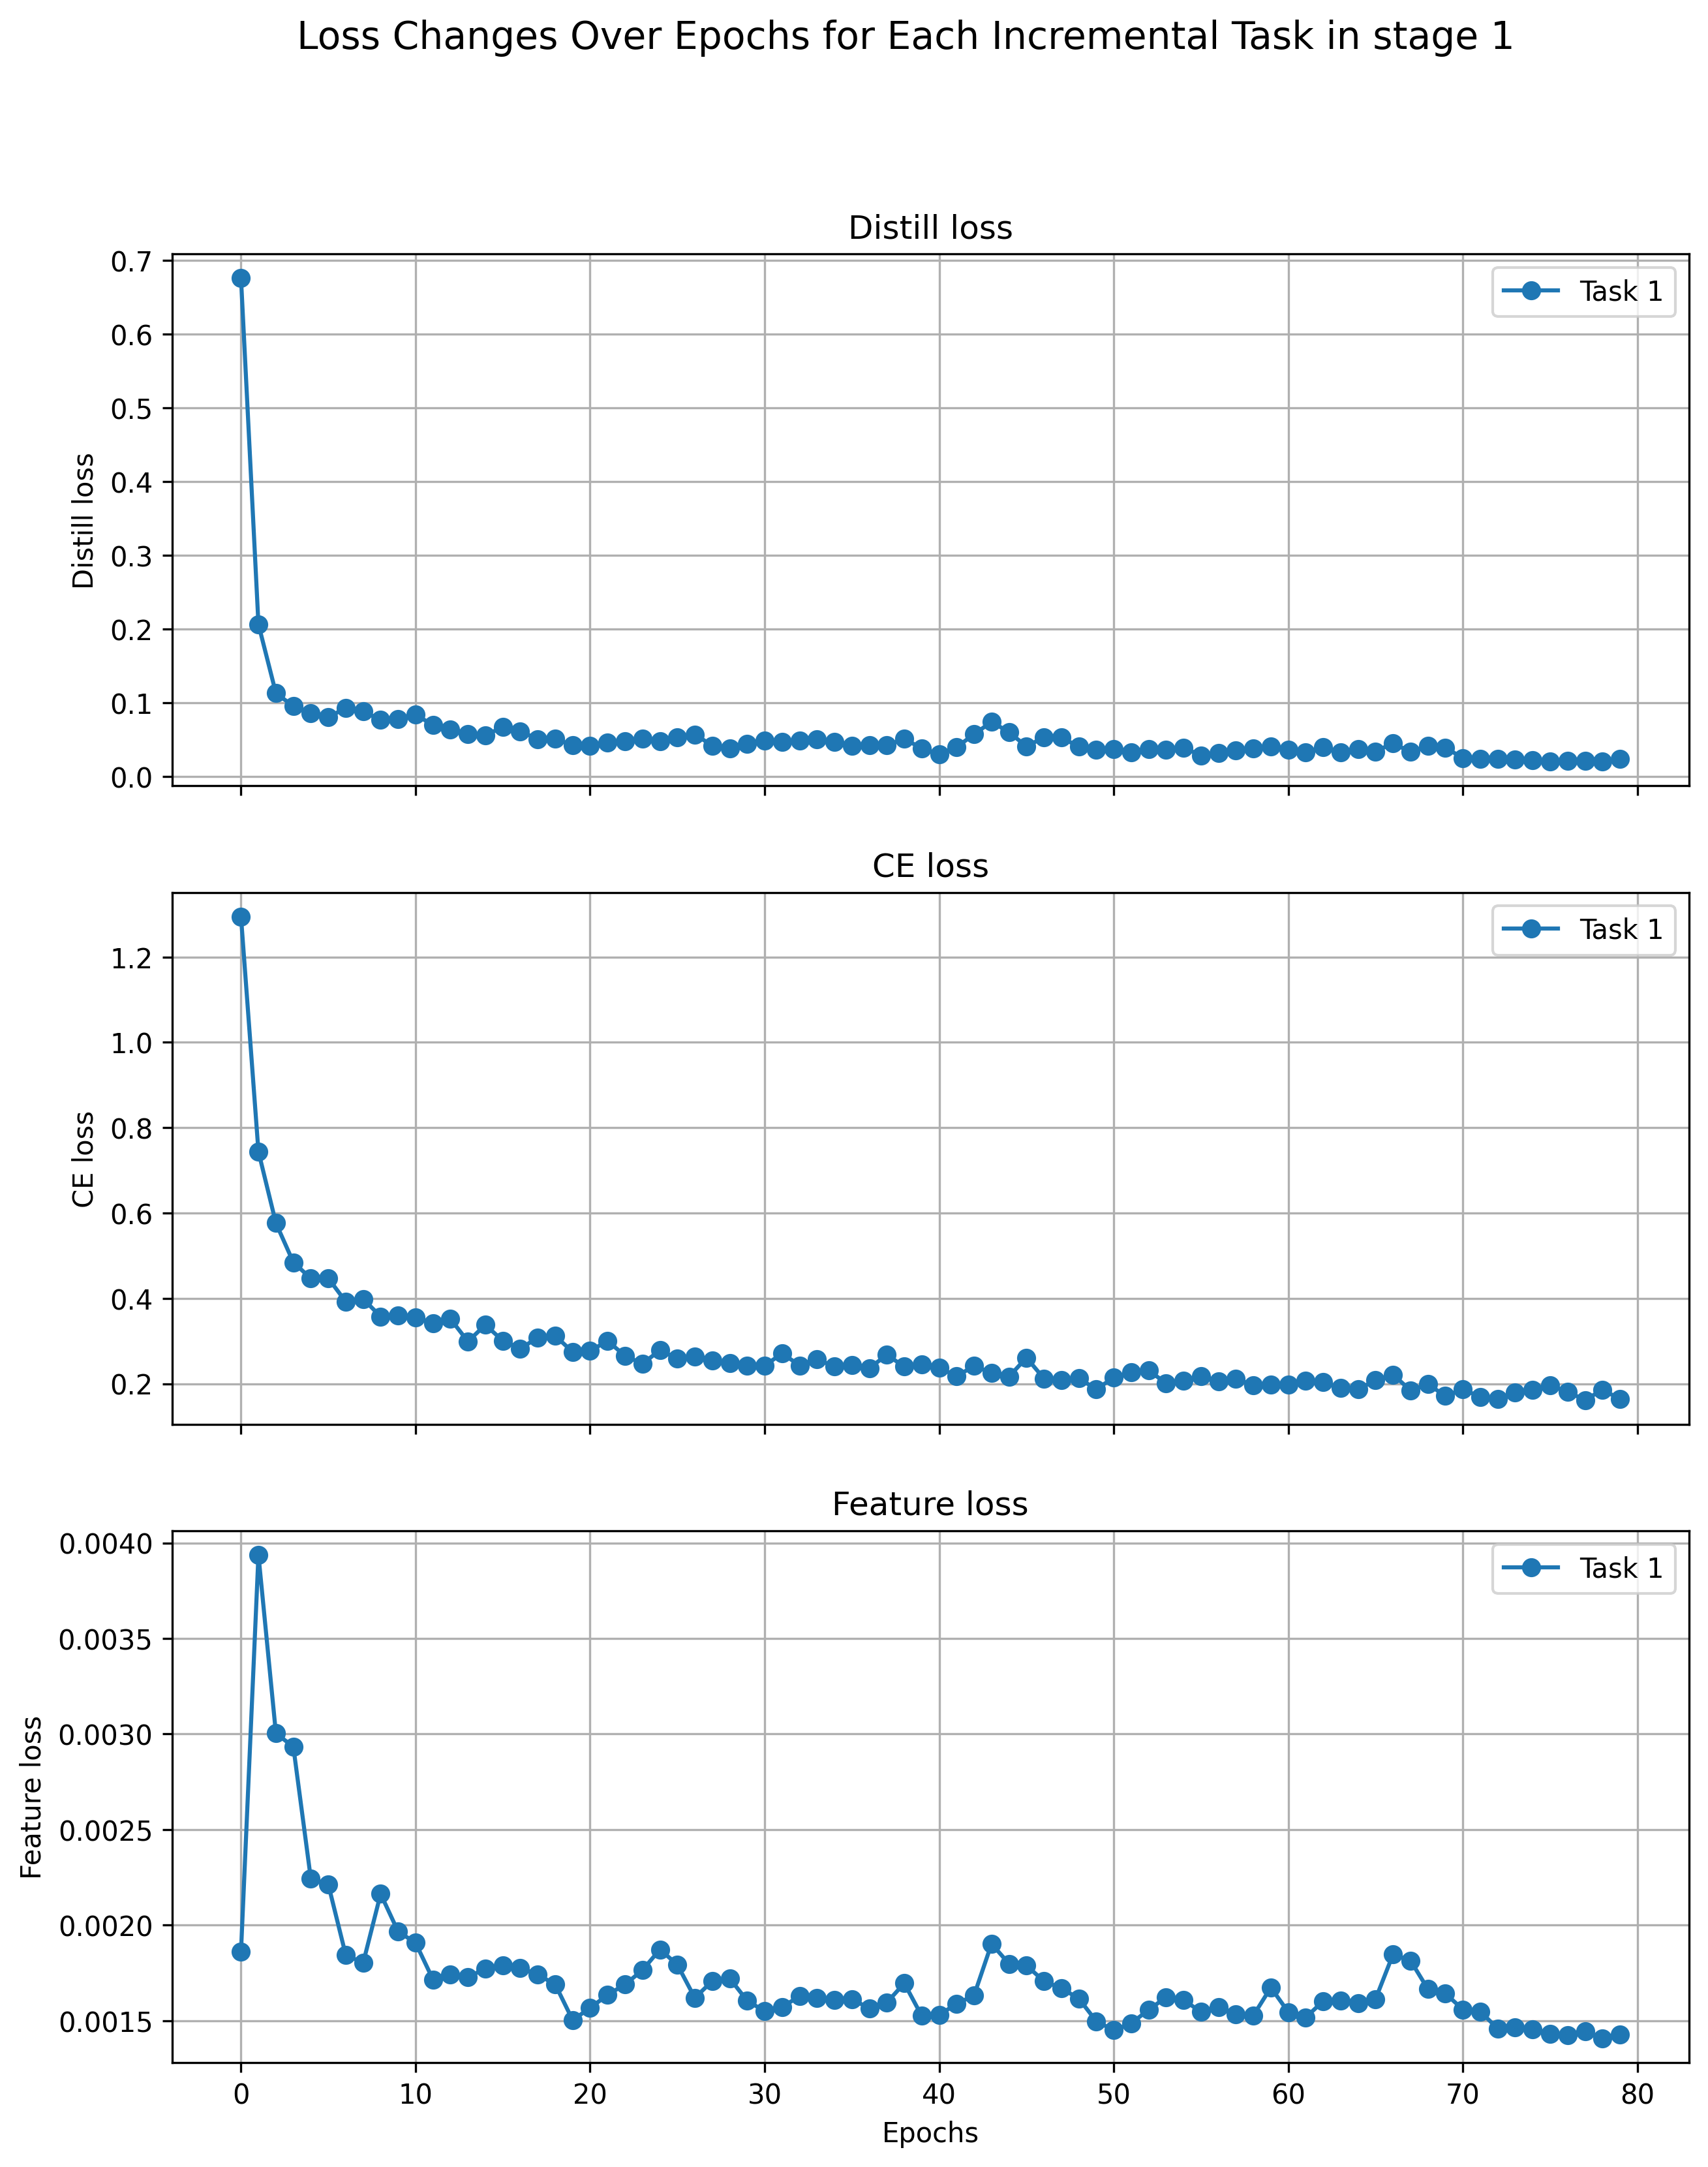 Loss Changes Over Epochs for Each Incremental Task in stage 1
Distill loss
Distill loss
0.7
0.6
0.5
0.4
0.3
0.2
0.1
0.0
Task 1
CE loss
CE loss
1.2
1.0
0.8
0.6
0.4
0.2
Task 1
Feature loss
Feature loss
0.0040
0.0035
0.0030
0.0025
0.0020
0.0015
Task 1
0 10 20 30 40 50 60 70 80
Epochs